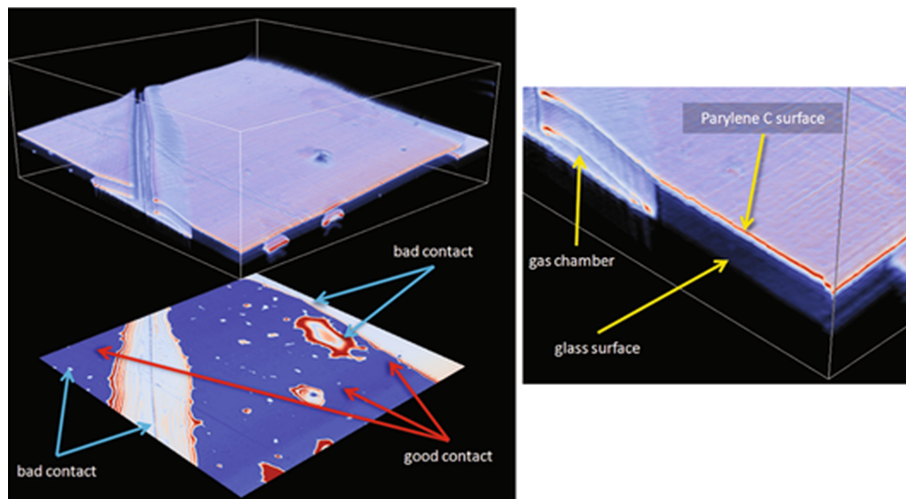 bad contact
bad contact
good contact
Parylene C surface
gas chamber
glass surface